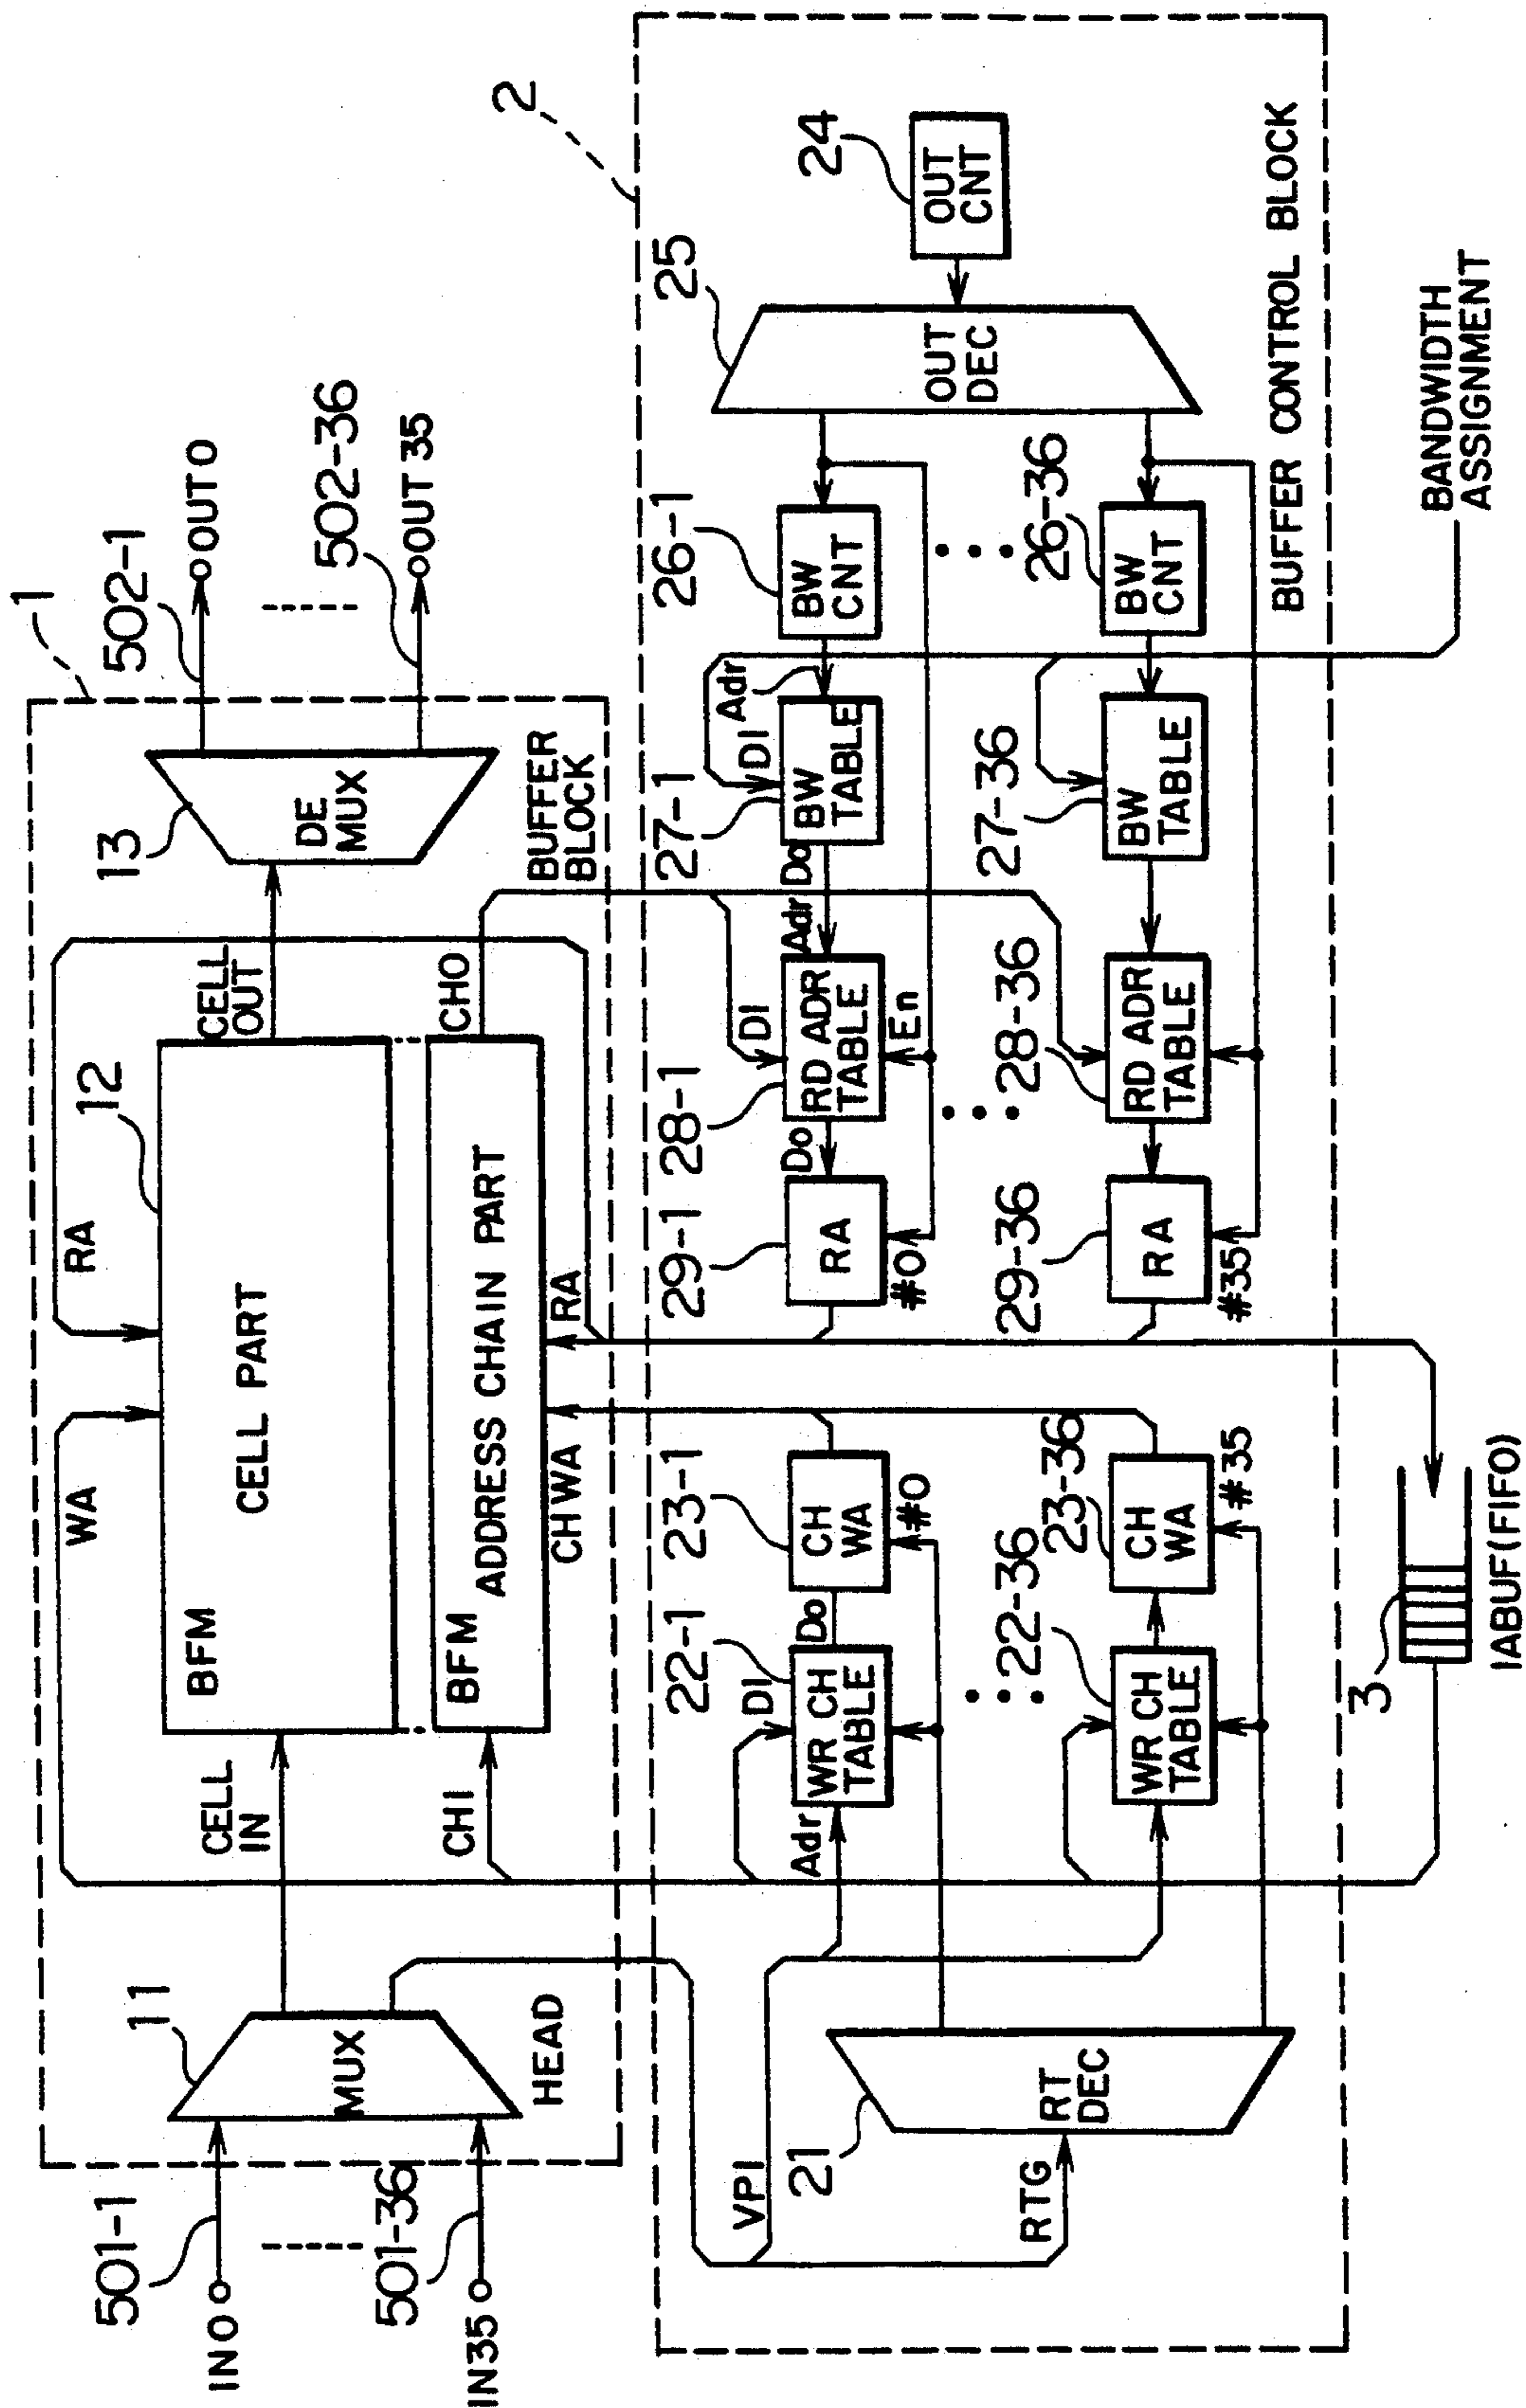 1
2
501-1
IN0
501-36
IN35
11
MUX
HEAD
CELL
IN
CHI
WA
RA
12
BFM
CELL PART
BFM
ADDRESS CHAIN PART
CHWA
RA
CELL
OUT
CHO
13
DE
MUX
BUFFER
BLOCK
502-1
OUT0
502-36
OUT35
VPI
RTG
21
RT
DEC
Adr
DI
22-1
WR CH
TABLE
Do
23-1
CH
WA
#0
22-36
WR CH
TABLE
23-36
CH
WA
#35
29-1
RA
#0
Do
28-1
RD ADR
TABLE
DI
En
Adr
Do
27-1
BW
TABLE
DI
Adr
26-1
BW
CNT
25
OUT
DEC
24
OUT
CNT
29-36
RA
#35
28-36
RD ADR
TABLE
27-36
BW
TABLE
26-36
BW
CNT
BUFFER CONTROL BLOCK
3
IABUF(FIFO)
BANDWIDTH
ASSIGNMENT